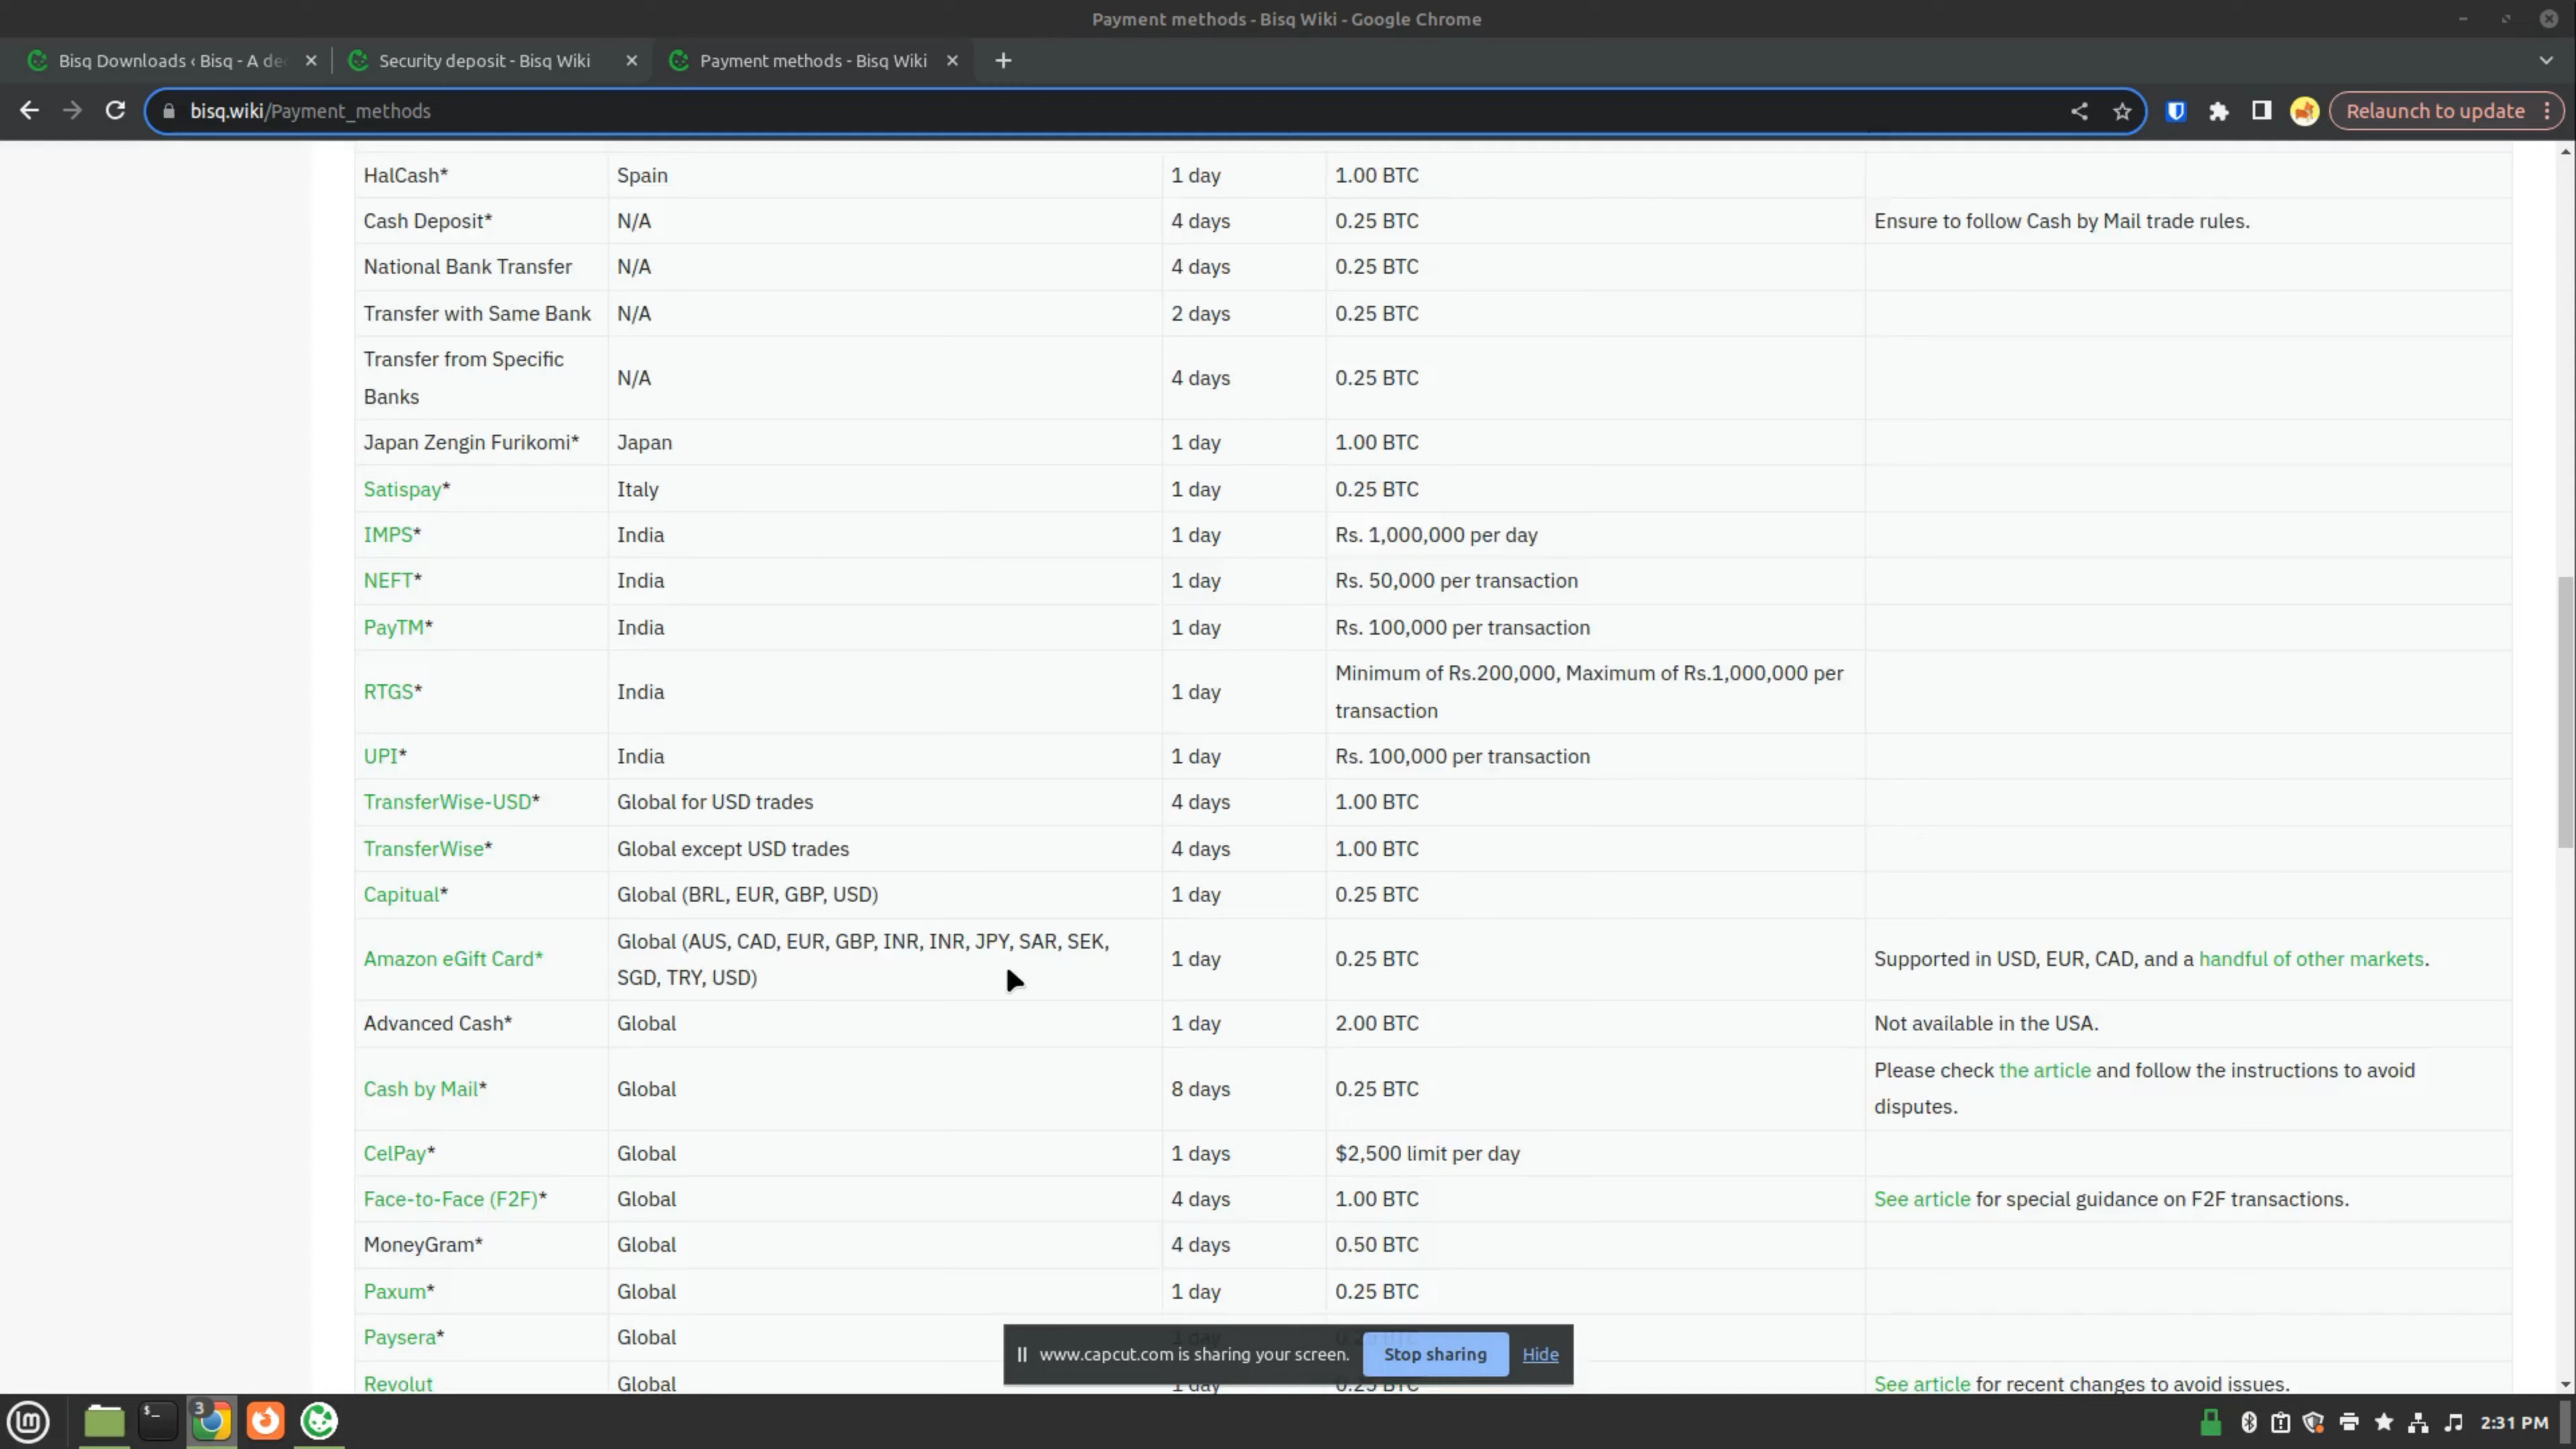 Payment methods - Bisq Wiki - Google Chrome
Bisq Downloads ‹ Bisq - A de
Security deposit - Bisq Wiki
Payment methods - Bisq Wiki
bisq.wiki/Payment_methods
Relaunch to update
HalCash* Spain 1 day 1.00 BTC
Cash Deposit* N/A 4 days 0.25 BTC Ensure to follow Cash by Mail trade rules.
National Bank Transfer N/A 4 days 0.25 BTC
Transfer with Same Bank N/A 2 days 0.25 BTC
Transfer from Specific
Banks
N/A 4 days 0.25 BTC
Japan Zengin Furikomi* Japan 1 day 1.00 BTC
Satispay* Italy 1 day 0.25 BTC
IMPS* India 1 day Rs. 1,000,000 per day
NEFT* India 1 day Rs. 50,000 per transaction
PayTM* India 1 day Rs. 100,000 per transaction
RTGS* India 1 day
Minimum of Rs.200,000, Maximum of Rs.1,000,000 per
transaction
UPI* India 1 day Rs. 100,000 per transaction
TransferWise-USD* Global for USD trades 4 days 1.00 BTC
TransferWise* Global except USD trades 4 days 1.00 BTC
Capitual* Global (BRL, EUR, GBP, USD) 1 day 0.25 BTC
Amazon eGift Card*
Global (AUS, CAD, EUR, GBP, INR, INR, JPY, SAR, SEK,
SGD, TRY, USD)
1 day 0.25 BTC Supported in USD, EUR, CAD, and a handful of other markets.
Advanced Cash* Global 1 day 2.00 BTC Not available in the USA.
Cash by Mail* Global 8 days 0.25 BTC
Please check the article and follow the instructions to avoid
disputes.
CelPay* Global 1 days $2,500 limit per day
Face-to-Face (F2F)* Global 4 days 1.00 BTC See article for special guidance on F2F transactions.
MoneyGram* Global 4 days 0.50 BTC
Paxum* Global 1 day 0.25 BTC
Paysera* Global
www.capcut.com is sharing your screen. Stop sharing Hide
Revolut Global 1 day 0.25 BTC See article for recent changes to avoid issues.
3
2:31 PM